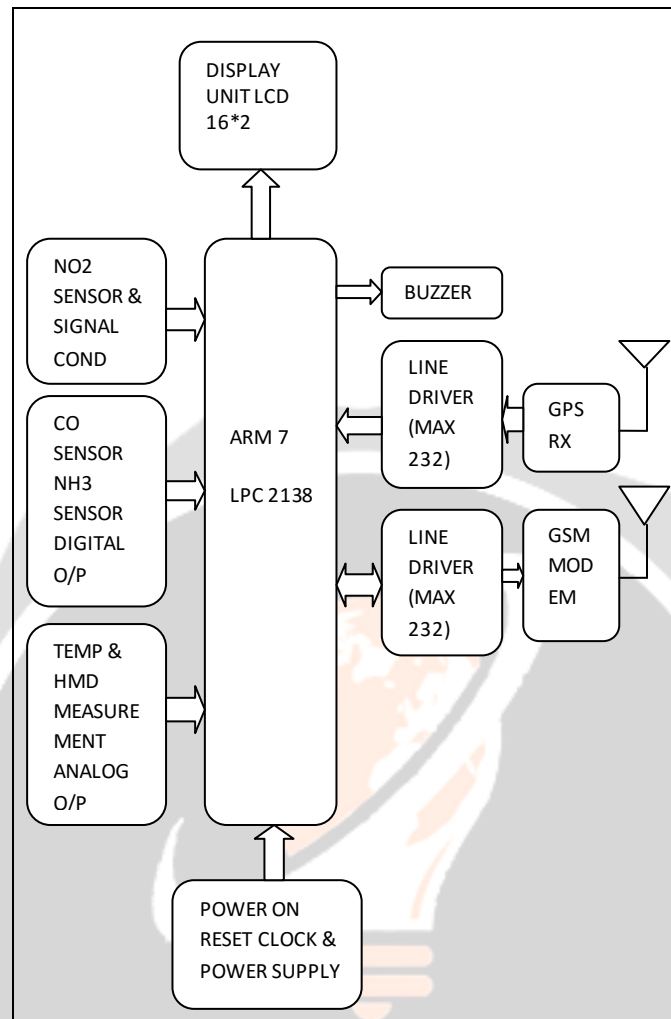 DISPLAY
UNIT LCD
16*2
NO2
SENSOR &
SIGNAL
COND
BUZZER
LINE
DRIVER
(MAX
232)
GPS
RX
CO
SENSOR
NH3
SENSOR
DIGITAL
O/P
ARM 7
LPC 2138
LINE
DRIVER
(MAX
232)
GSM
MOD
EM
TEMP &
HMD
MEASURE
MENT
ANALOG
O/P
POWER ON
RESET CLOCK &
POWER SUPPLY